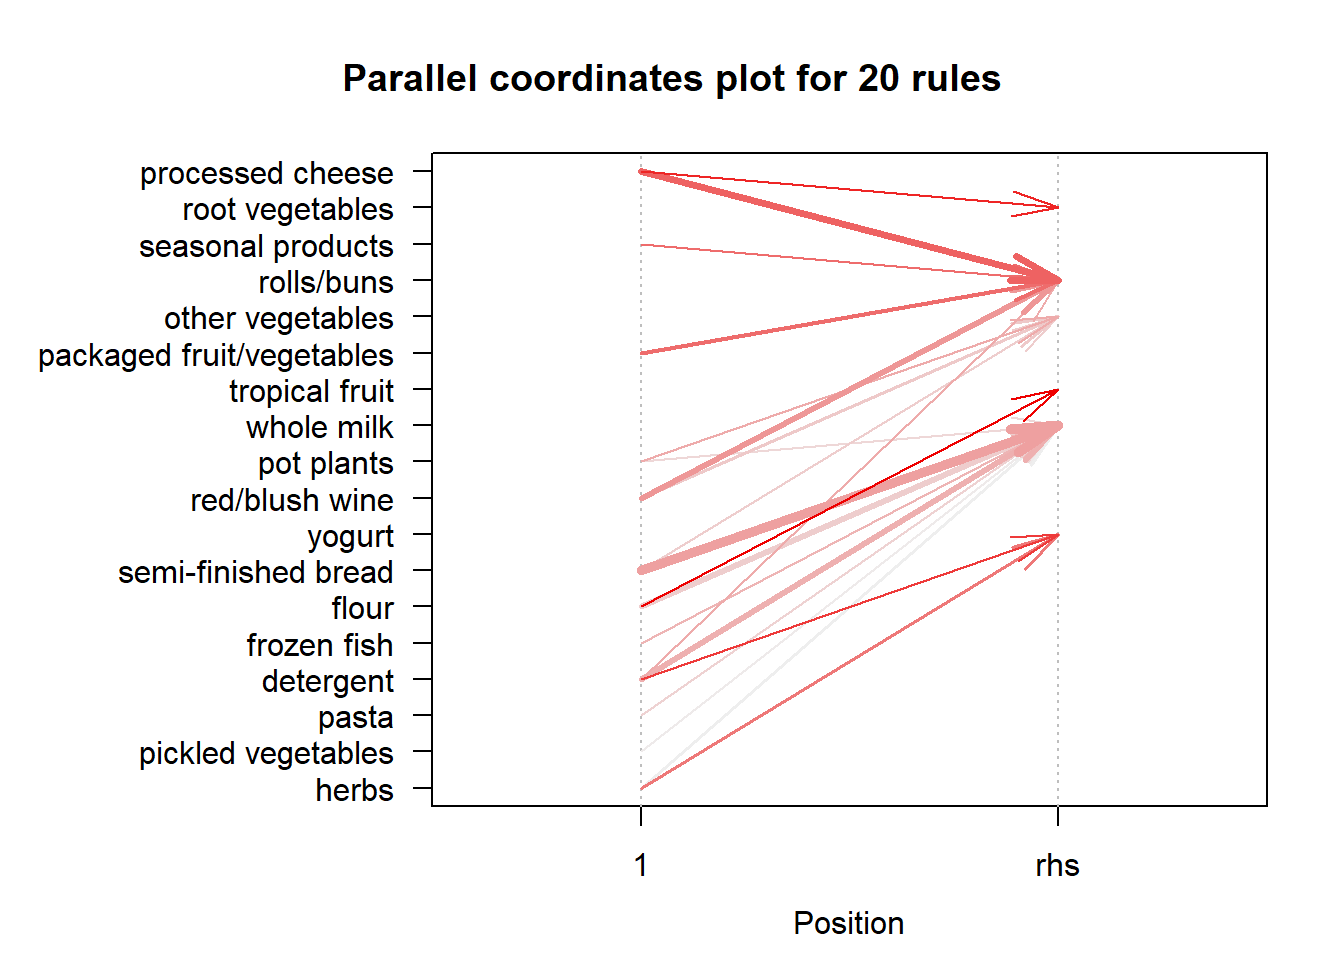 Parallel coordinates plot for 20 rules
processed cheese
root vegetables
seasonal products
rolls/buns
other vegetables
packaged fruit/vegetables
tropical fruit
whole milk
pot plants
red/blush wine
yogurt
semi-finished bread
flour
frozen fish
detergent
pasta
pickled vegetables
herbs
1 rhs
Position